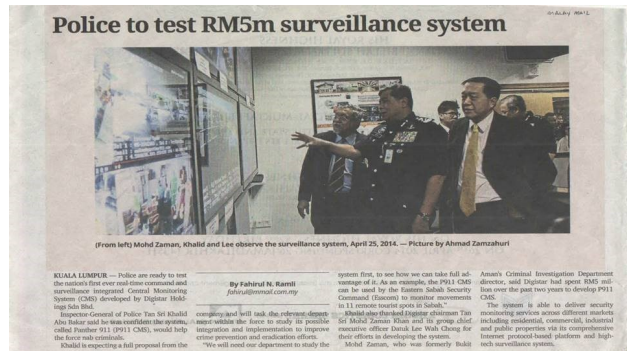 Police to test RM5m surveillance system
(From left) Mohd Zaman, Khalid and Lee observe the surveillance system, April 25, 2014. — Picture by Ahmad Zamzahuri
KUALA LUMPUR — Police are ready to test
the nation's first ever real-time command and
surveillance integrated Central Monitoring
System (CMS) developed by Digistar Hold-
ings Sdn Bhd.
Inspector-General of Police Tan Sri Khalid
Abu Bakar said he was confident the system,
called Panther 911 (P911 CMS), would help
the force nab criminals.
Khalid is expecting a full proposal from the
By Fahirul N. Ramli
fahirul@mmail.com.my
company and will task the relevant depart-
ment within the force to study its possible
integration and implementation to improve
crime prevention and eradication efforts.
"We will need our department to study the
system first, to see how we can take full ad-
vantage of it. As an example, the P911 CMS
can be used by the Eastern Sabah Security
Command (Esscom) to monitor movements
in 11 remote tourist spots in Sabah."
Khalid also thanked Digistar chairman Tan
Sri Mohd Zaman Khan and its group chief
executive officer Datuk Lee Wah Chong for
their efforts in developing the system.
Mohd Zaman, who was formerly Bukit
Aman's Criminal Investigation Department
director, said Digistar had spent RM5 mil-
lion over the past two years to develop P911
CMS.
The system is able to deliver security
monitoring services across different markets
including residential, commercial, industrial
and public properties via its comprehensive
Internet protocol-based platform and high-
tech surveillance system.